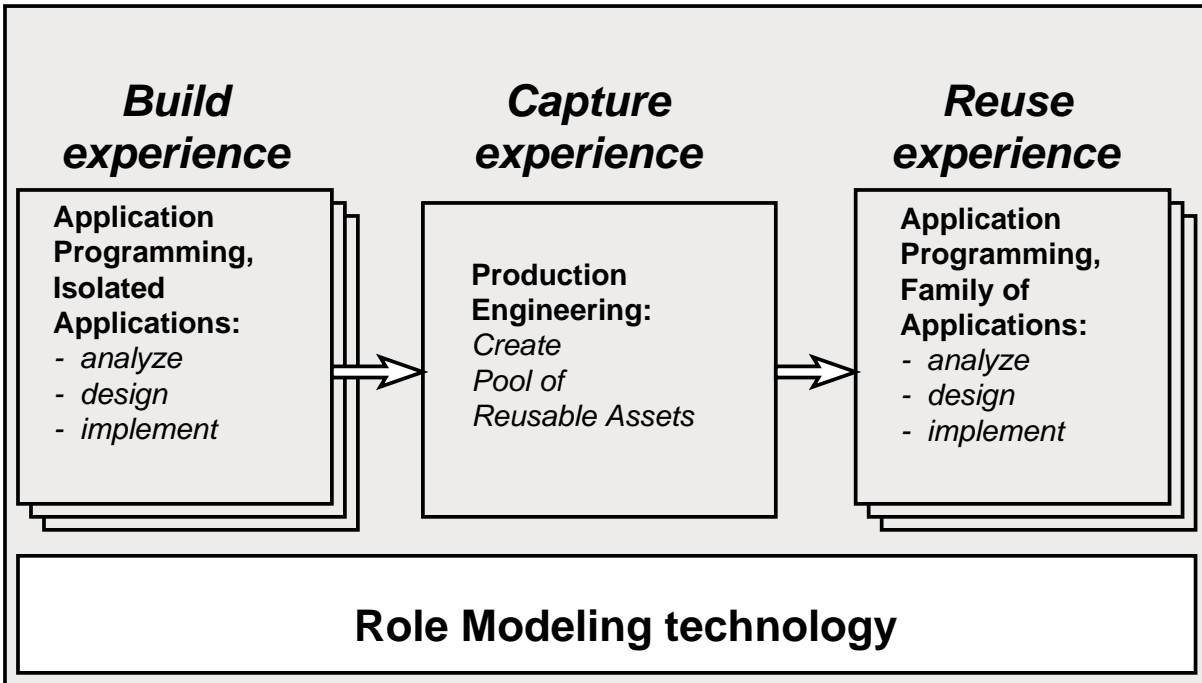 Build
experience
Capture
experience
Reuse
experience
Application
Programming,
Isolated
Applications:
- analyze
- design
- implement
Production
Engineering:
Create
Pool of
Reusable Assets
Application
Programming,
Family of
Applications:
- analyze
- design
- implement
Role Modeling technology